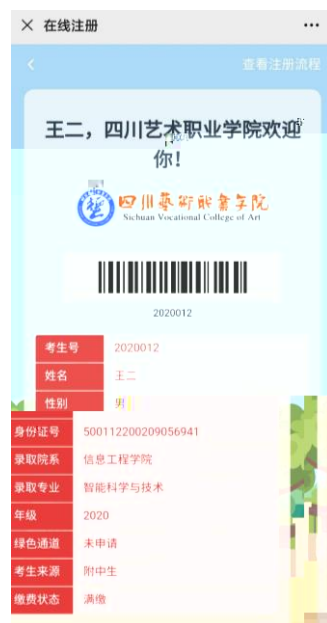 在线注册
查看注册流程
王二，四川艺术职业学院欢迎
你！
四川艺术职业学院
Sichuan Vocational College of Art
2020012
考生号 2020012
姓名 王二
性别 男
身份证号 500112200209056941
录取院系 信息工程学院
录取专业 智能科学与技术
年级 2020
绿色通道 未申请
考生来源 附中生
缴费状态 满缴